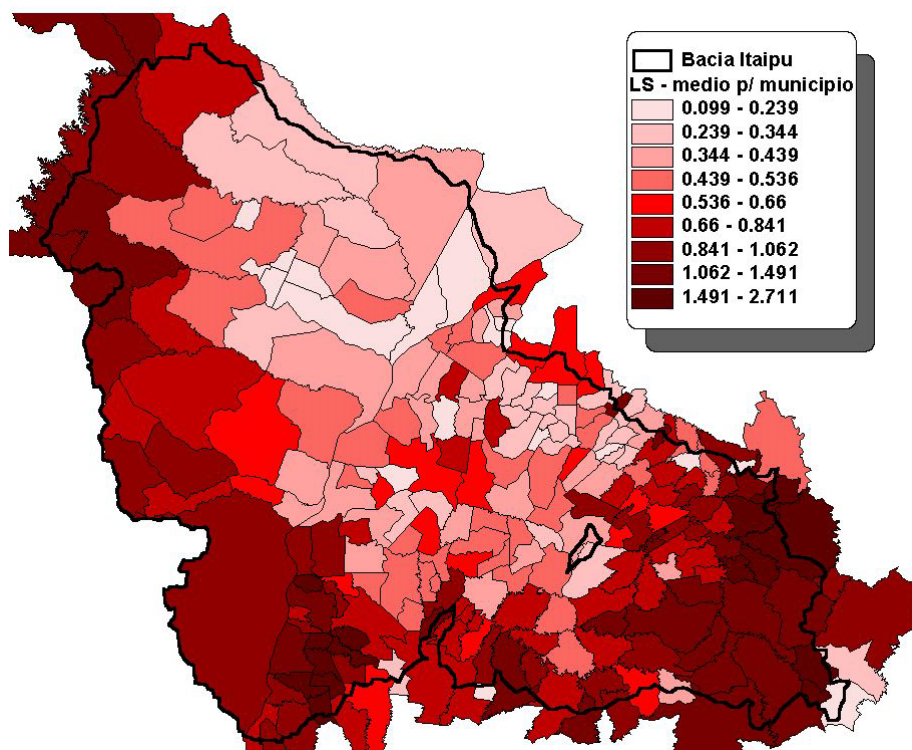 Bacia Itaipu
LS - medio p/ municipio
0.099 - 0.239
0.239 - 0.344
0.344 - 0.439
0.439 - 0.536
0.536 - 0.66
0.66 - 0.841
0.841 - 1.062
1.062 - 1.491
1.491 - 2.711